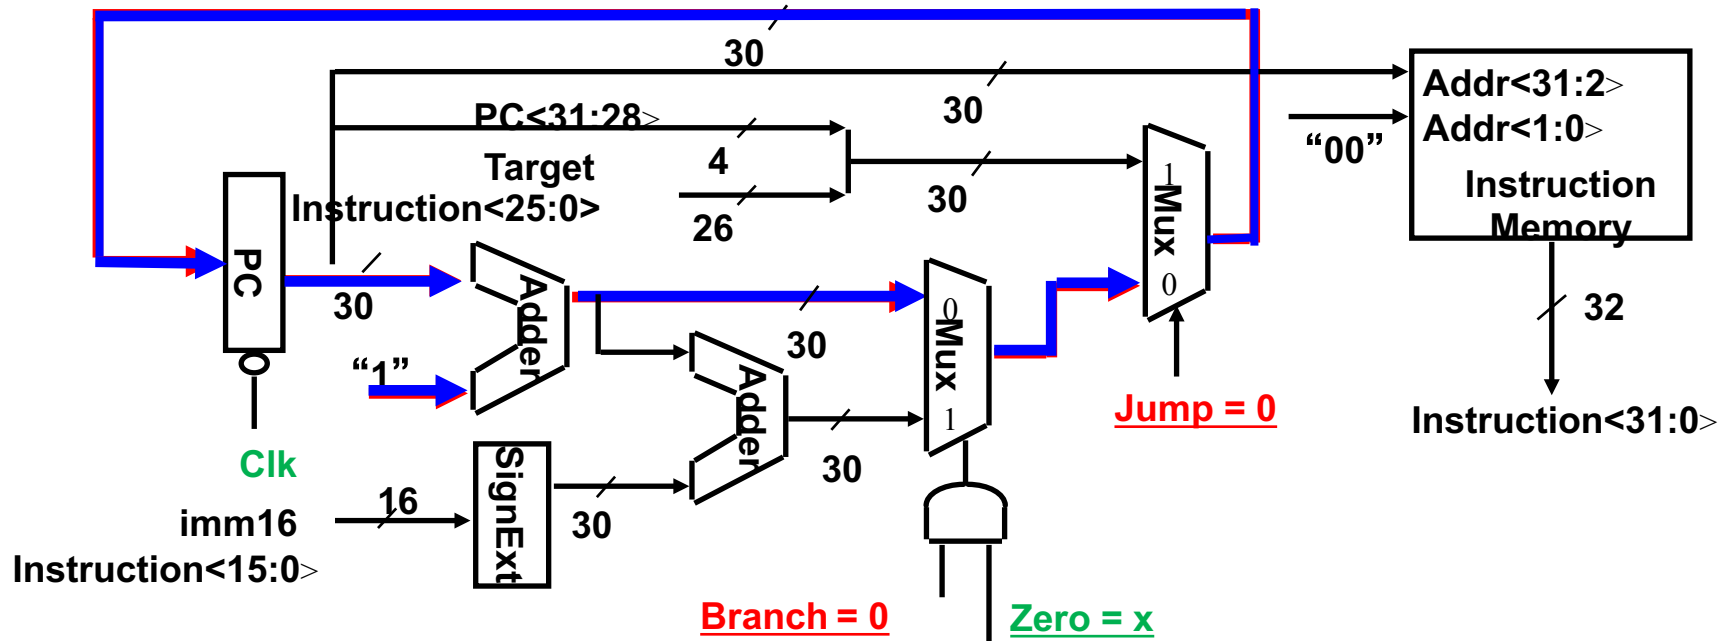 30
30
Addr<31:2>
Addr<1:0>
“00”
Instruction
Memory
PC<31:28>
4
Target
Instruction<25:0>
26
30
1
Mux
0
PC
30
Adder
“1”
30
0
Mux
1
Adder
30
Jump = 0
32
Instruction<31:0>
Clk
16
imm16
Instruction<15:0>
SignExt
30
Branch = 0
Zero = x